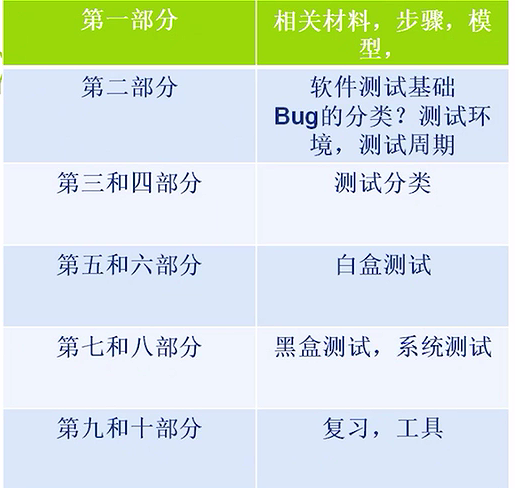 第一部分
相关材料，步骤，模
型，
第二部分
软件测试基础
Bug的分类？测试环
境，测试周期
第三和四部分
测试分类
第五和六部分
白盒测试
第七和八部分
黑盒测试，系统测试
第九和十部分
复习，工具